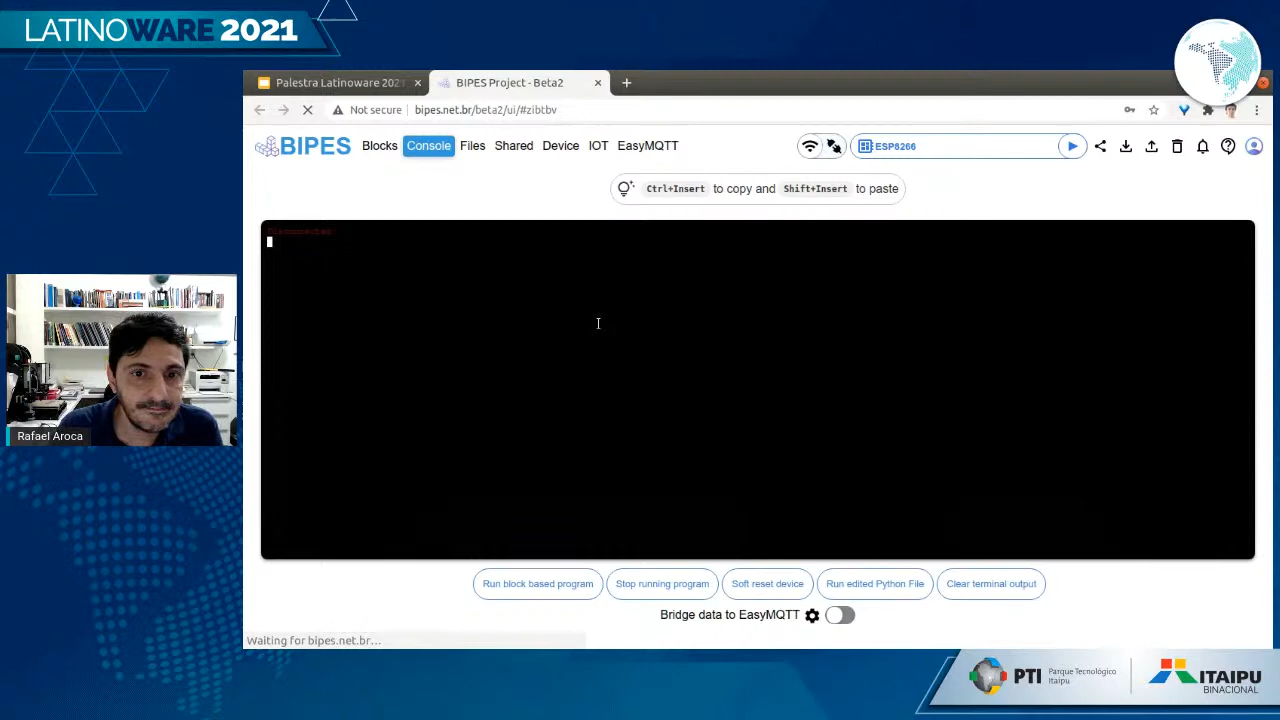 LATINOWARE 2021
Palestra Latinoware 202
BIPES Project - Beta2
Not secure
bipes.net.br/beta2/ui/#zibtbv
BIPES
Blocks
Console
Files
Shared
Device
IOT
EasyMQTT
ESP8266
Ctrl+Insert to copy and Shift+Insert to paste
Disconnected
Rafael Aroca
Run block based program
Stop running program
Soft reset device
Run edited Python File
Clear terminal output
Bridge data to EasyMQTT
Waiting for bipes.net.br...
PTI
Parque Tecnológico
Itaipu
ITAIPU
BINACIONAL